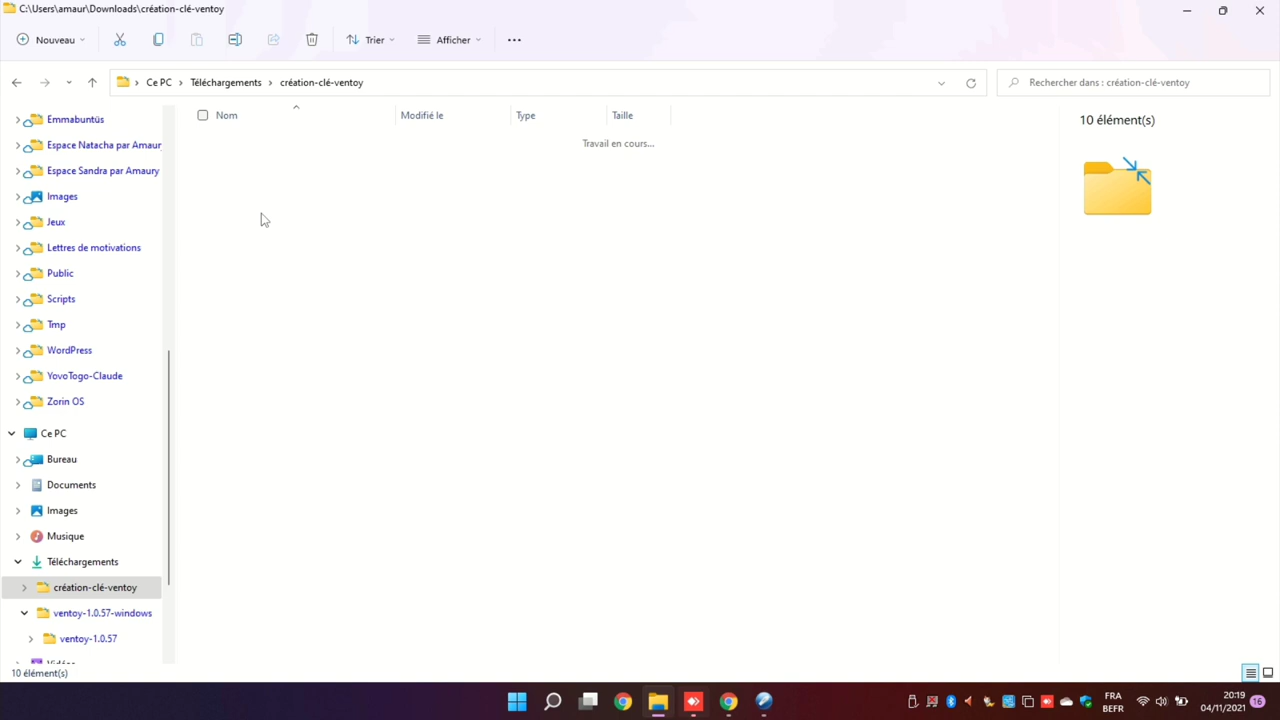 C:\Users\amaur\Downloads\création-clé-ventoy
Nouveau
Trier
Afficher
Ce PC
Téléchargements
création-clé-ventoy
Rechercher dans : création-clé-ventoy
Nom
Modifié le
Type
Taille
Travail en cours...
10 élément(s)
Emmabuntüs
Espace Natacha par Amaur
Espace Sandra par Amaury
Images
Jeux
Lettres de motivations
Public
Scripts
Tmp
WordPress
YovoTogo-Claude
Zorin OS
Ce PC
Bureau
Documents
Images
Musique
Téléchargements
création-clé-ventoy
ventoy-1.0.57-windows
ventoy-1.0.57
Vidéos
10 élément(s)
FRA
BEFR
20:19
04/11/2021
16